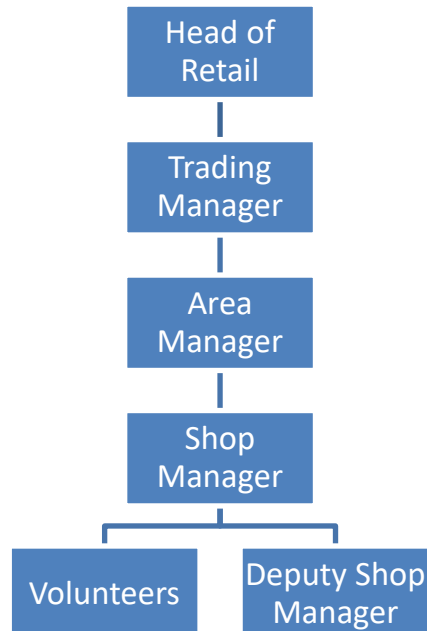 Head of
Retail
Trading
Manager
Area
Manager
Shop
Manager
Volunteers
Deputy Shop
Manager